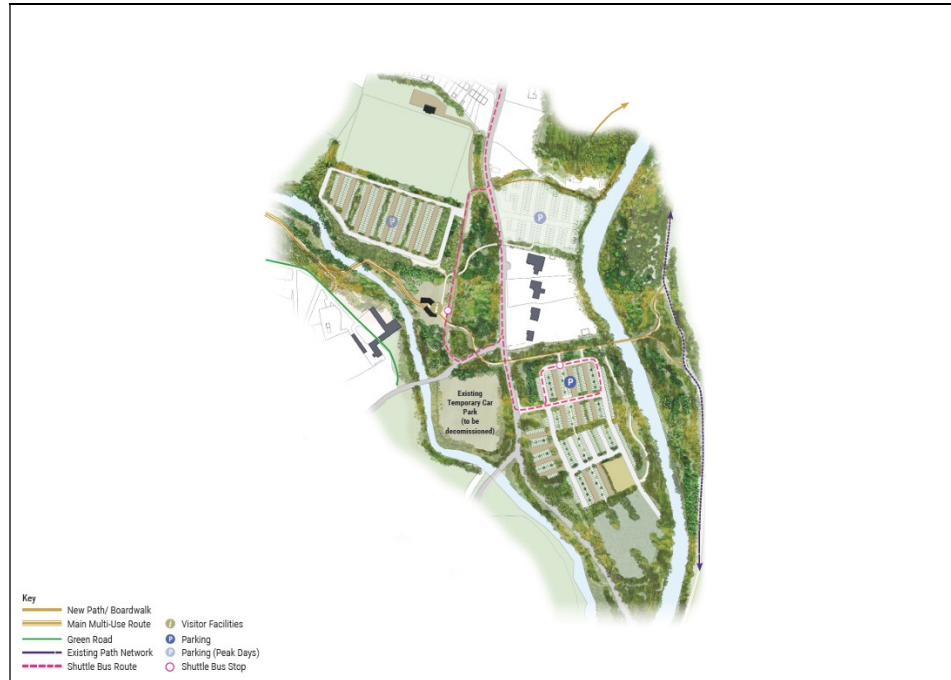 P
P
P
Existing
Temporary Car
Park
(to be
decomissioned)
Key
New Path/ Boardwalk
Main Multi-Use Route
Green Road
Existing Path Network
Shuttle Bus Route
i Visitor Facilities
P Parking
P Parking (Peak Days)
Shuttle Bus Stop